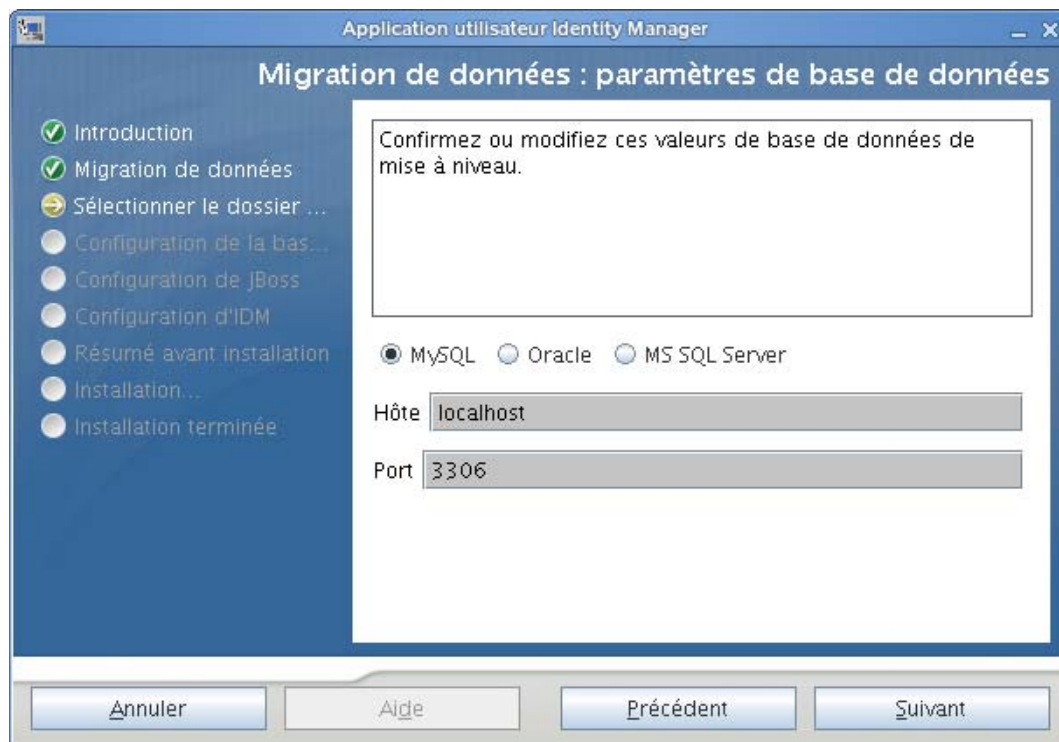 Application utilisateur Identity Manager
Migration de données : paramètres de base de données
Introduction
Migration de données
Sélectionner le dossier ...
Configuration de la bas...
Configuration de JBoss
Configuration d'IDM
Résumé avant installation
Installation...
Installation terminée
Confirmez ou modifiez ces valeurs de base de données de
mise à niveau.
MySQL Oracle MS SQL Server
Hôte localhost
Port 3306
Annuler Aide Précédent Suivant